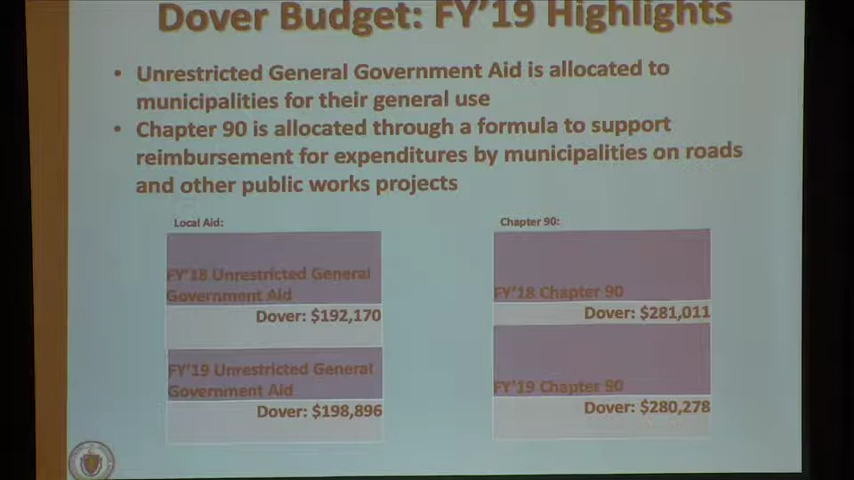 Dover Budget: FY'19 Highlights
• Unrestricted General Government Aid is allocated to
municipalities for their general use
• Chapter 90 is allocated through a formula to support
reimbursement for expenditures by municipalities on roads
and other public works projects
Local Aid:
FY'18 Unrestricted General
Government Aid
Dover: $192,170
FY'19 Unrestricted General
Government Aid
Dover: $198,896
Chapter 90:
FY'18 Chapter 90
Dover: $281,011
FY'19 Chapter 90
Dover: $280,278